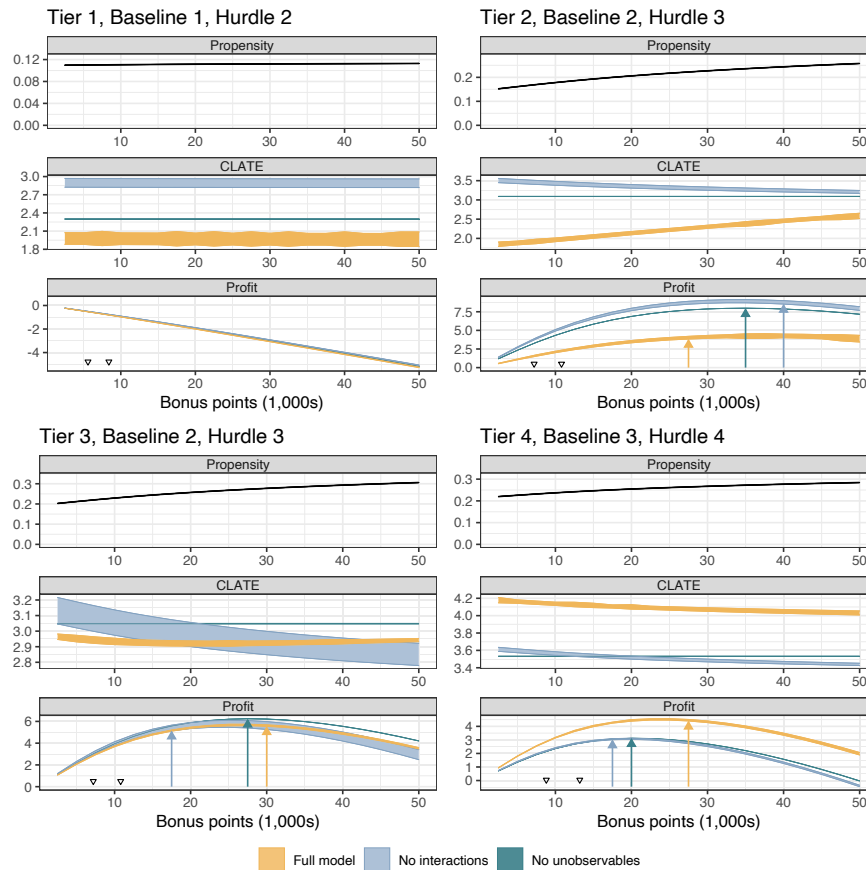 Tier 1, Baseline 1, Hurdle 2
Propensity
0.12
0.08
0.04
0.00
10 20 30 40 50
CLATE
3.0
2.7
2.4
2.1
1.8
10 20 30 40 50
Profit
0
-2
-4
10 20 30 40 50
Bonus points (1,000s)
Tier 2, Baseline 2, Hurdle 3
Propensity
0.2
0.1
0.0
10 20 30 40 50
CLATE
3.5
3.0
2.5
2.0
10 20 30 40 50
Profit
7.5
5.0
2.5
0.0
10 20 30 40 50
Bonus points (1,000s)
Tier 3, Baseline 2, Hurdle 3
Propensity
0.3
0.2
0.1
0.0
10 20 30 40 50
CLATE
3.2
3.1
3.0
2.9
2.8
10 20 30 40 50
Profit
6
4
2
0
10 20 30 40 50
Bonus points (1,000s)
Tier 4, Baseline 3, Hurdle 4
Propensity
0.3
0.2
0.1
0.0
10 20 30 40 50
CLATE
4.2
4.0
3.8
3.6
3.4
10 20 30 40 50
Profit
4
3
2
1
0
10 20 30 40 50
Bonus points (1,000s)
Full model No interactions No unobservables